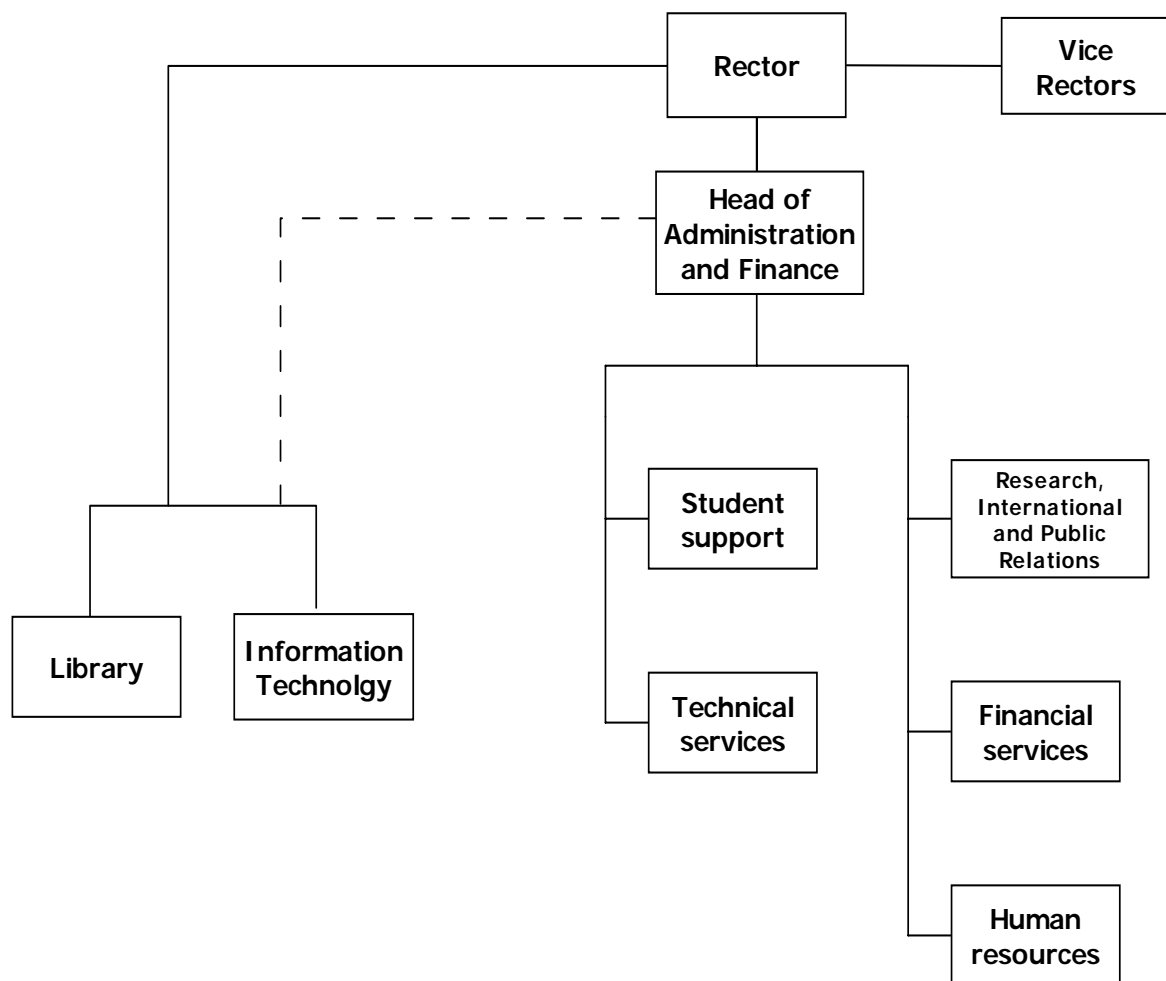 Rector
Vice
Rectors
Head of
Administration
and Finance
Student
support
Research,
International
and Public
Relations
Library
Information
Technolgy
Technical
services
Financial
services
Human
resources